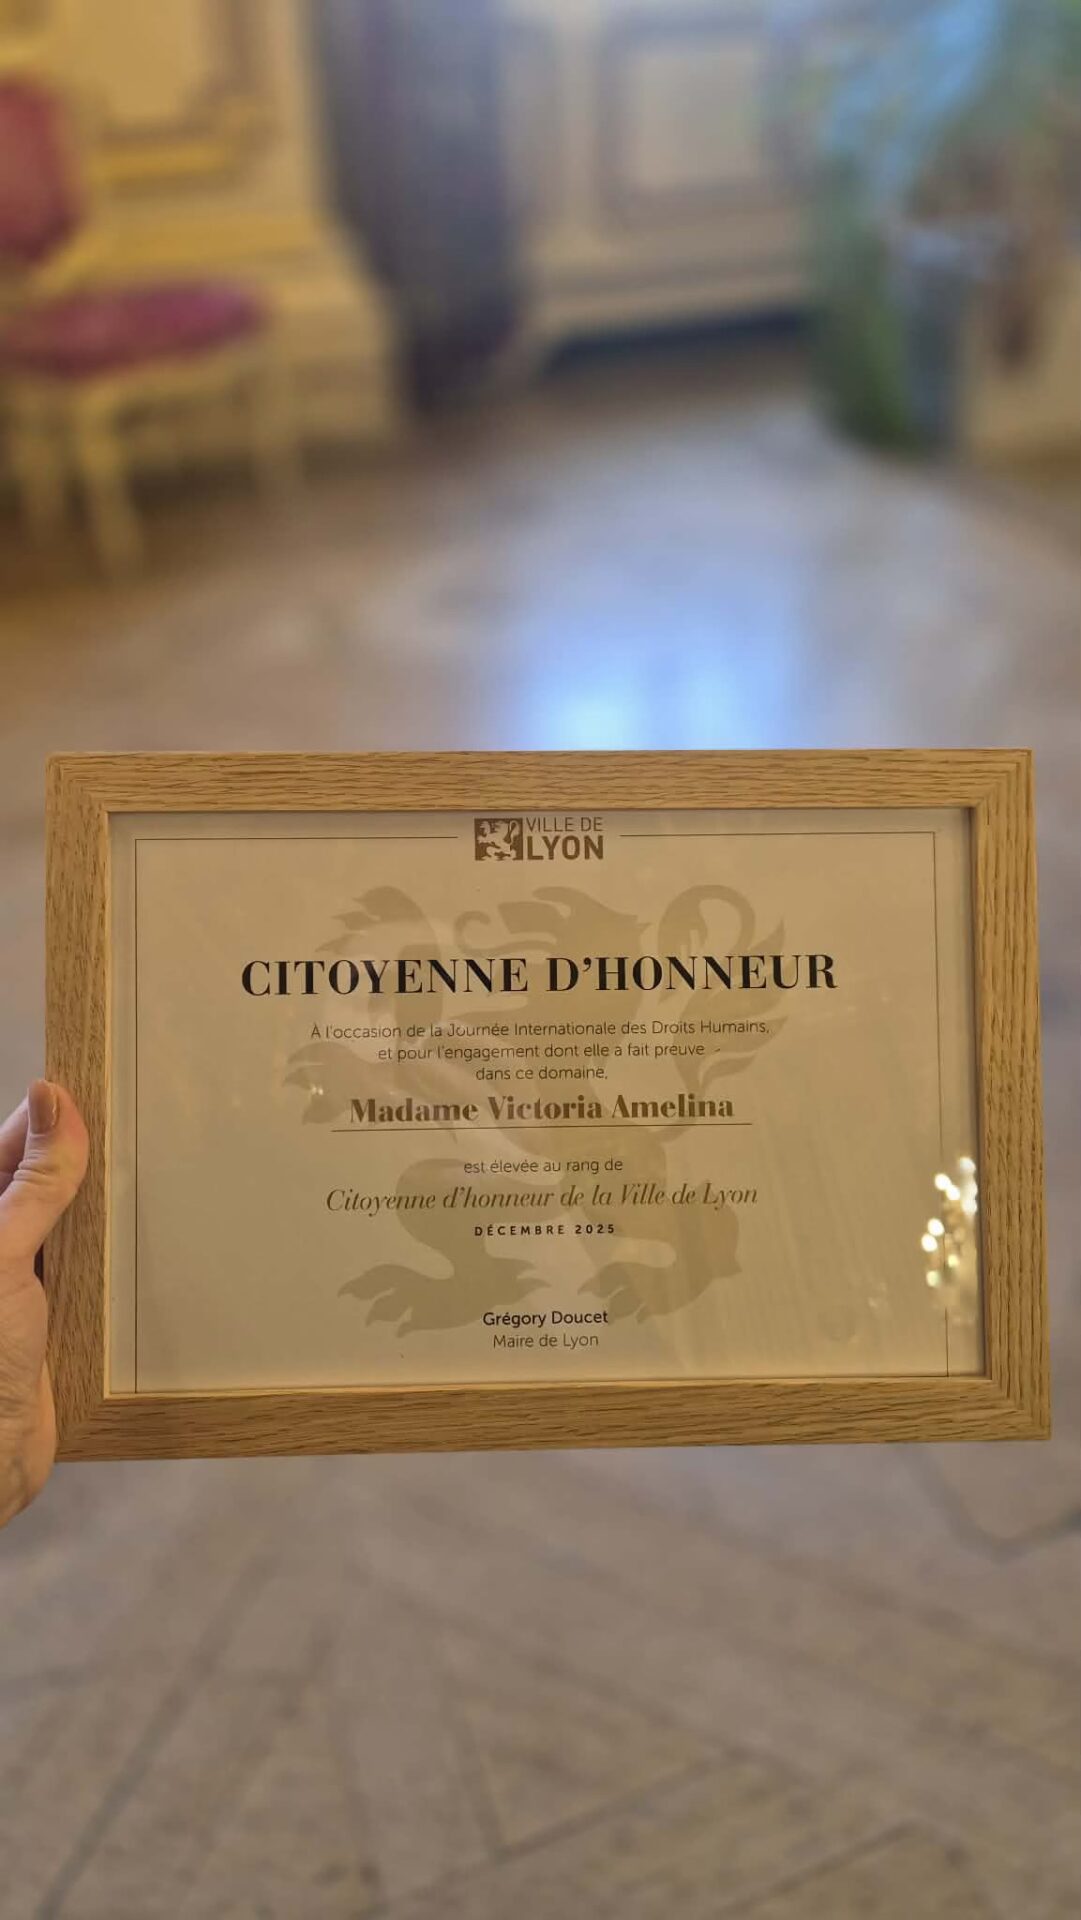 VILLE DE
LYON
CITOYENNE D'HONNEUR
À l'occasion de la Journée Internationale des Droits Humains,
et pour l'engagement dont elle a fait preuve
dans ce domaine,
Madame Victoria Amelina
est élevée au rang de
Citoyenne d'honneur de la Ville de Lyon
DÉCEMBRE 2025
Grégory Doucet
Maire de Lyon